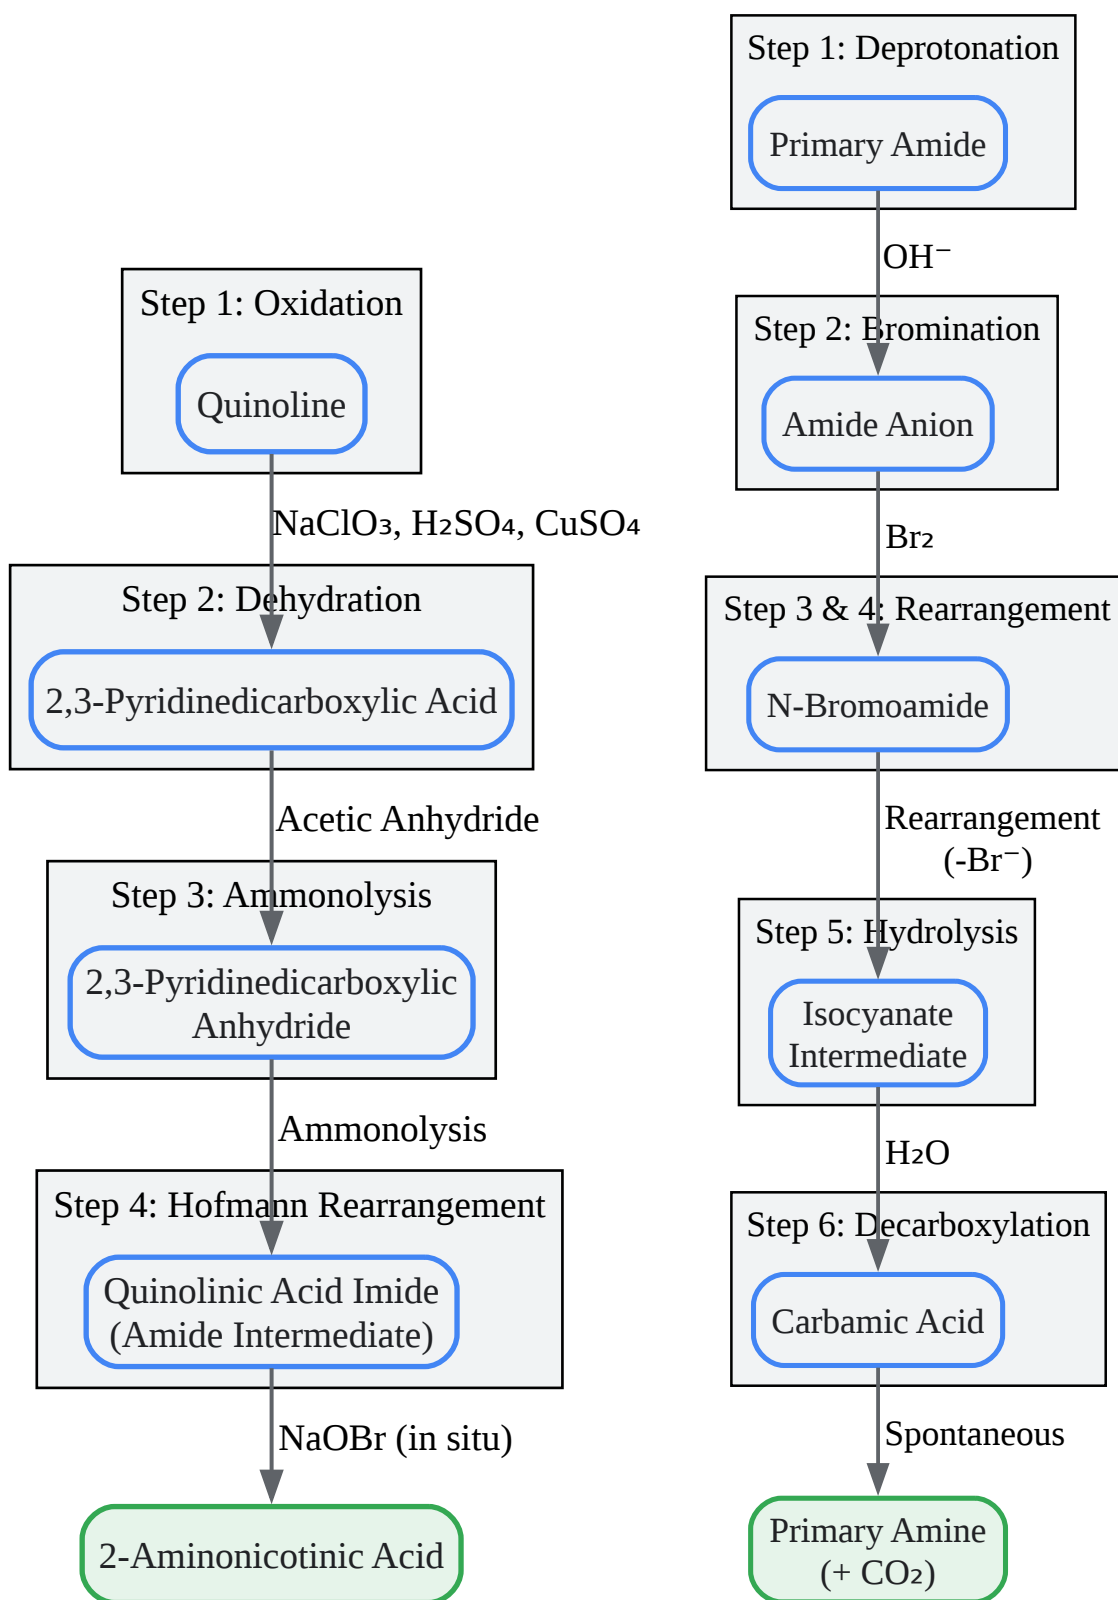 Step 1: Oxidation
Quinoline
NaClO₃, H₂SO₄, CuSO₄
Step 2: Dehydration
2,3-Pyridinedicarboxylic Acid
Acetic Anhydride
Step 3: Ammonolysis
2,3-Pyridinedicarboxylic
Anhydride
Ammonolysis
Step 4: Hofmann Rearrangement
Quinolinic Acid Imide
(Amide Intermediate)
NaOBr (in situ)
2-Aminonicotinic Acid
Step 1: Deprotonation
Primary Amide
OH⁻
Step 2: Bromination
Amide Anion
Br₂
Step 3 & 4: Rearrangement
N-Bromoamide
Rearrangement
(-Br⁻)
Step 5: Hydrolysis
Isocyanate
Intermediate
H₂O
Step 6: Decarboxylation
Carbamic Acid
Spontaneous
Primary Amine
(+ CO₂)